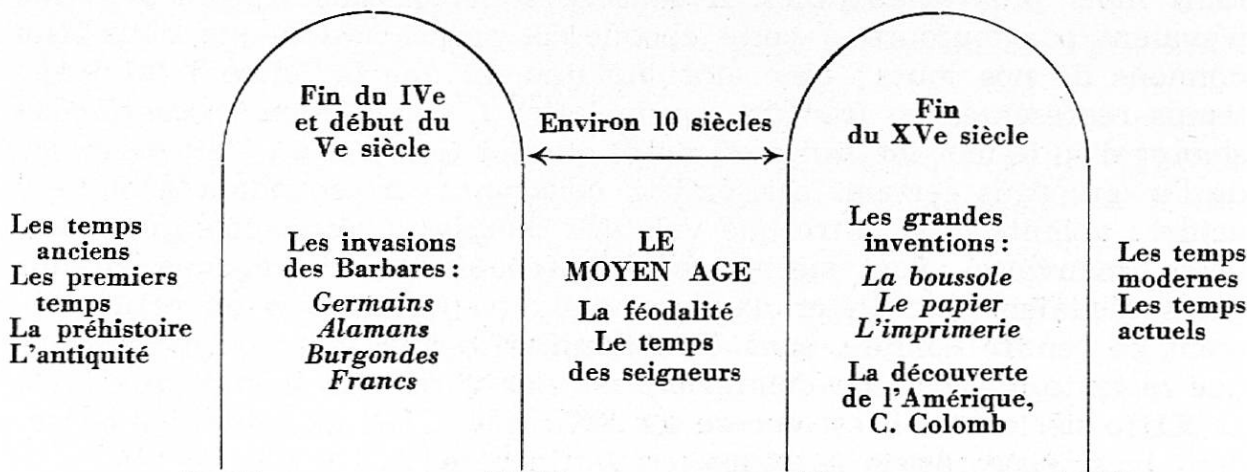 Fin du IVe
et début du
Ve siècle
Environ 10 siècles
Fin
du XVe siècle
Les temps
anciens
Les premiers
temps
La préhistoire
L'antiquité
Les invasions
des Barbares :
Germains
Alamans
Burgondes
Francs
LE
MOYEN AGE
La féodalité
Le temps
des seigneurs
Les grandes
inventions :
La boussole
Le papier
L'imprimerie
La découverte
de l'Amérique,
C. Colomb
Les temps
modernes
Les temps
actuels